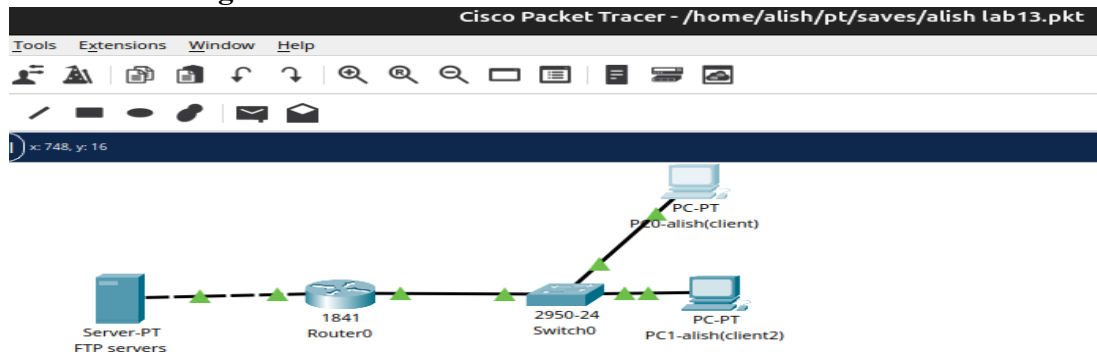 Cisco Packet Tracer - /home/alish/pt/saves/alish lab13.pkt
Tools Extensions Window Help
x: 748, y: 16
PC-PT
PC0-alish(client)
1841
Router0
2950-24
Switch0
PC-PT
PC1-alish(client2)
Server-PT
FTP servers